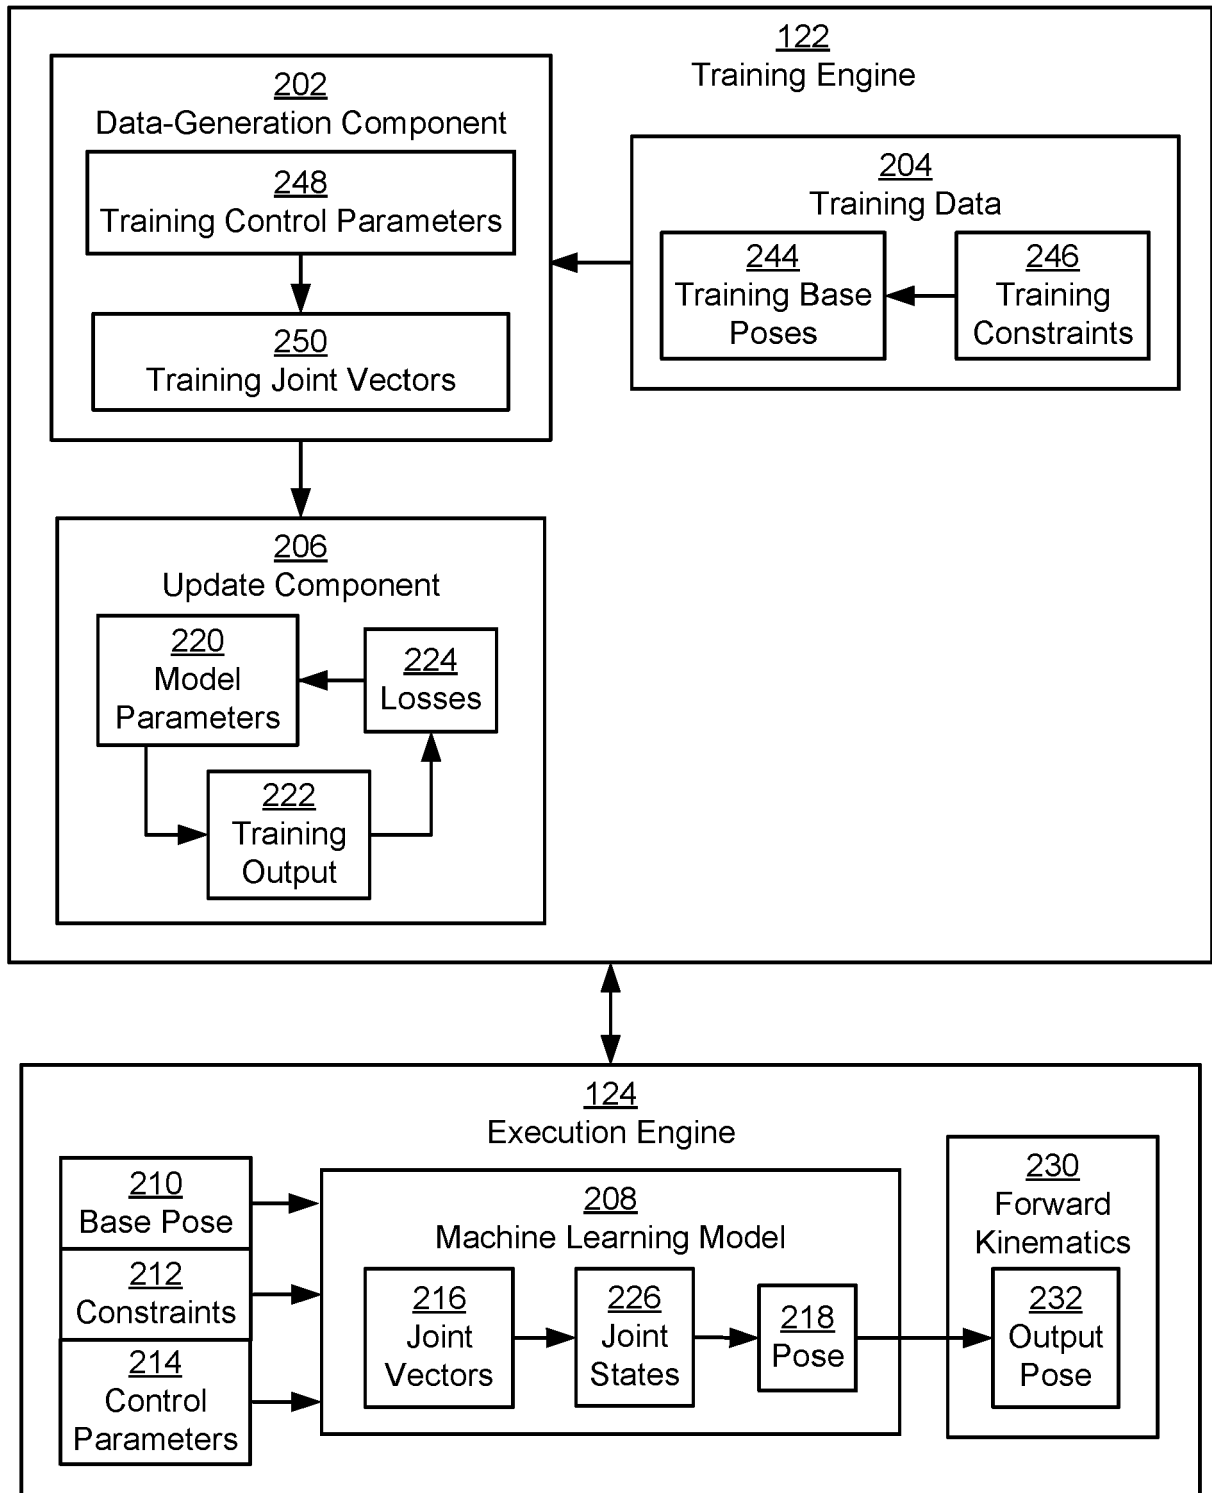 122
Training Engine
202
Data-Generation Component
248
Training Control Parameters
250
Training Joint Vectors
204
Training Data
244
Training Base
Poses
246
Training
Constraints
206
Update Component
220
Model
Parameters
224
Losses
222
Training
Output
124
Execution Engine
210
Base Pose
212
Constraints
214
Control
Parameters
208
Machine Learning Model
216
Joint
Vectors
226
Joint
States
218
Pose
230
Forward
Kinematics
232
Output
Pose